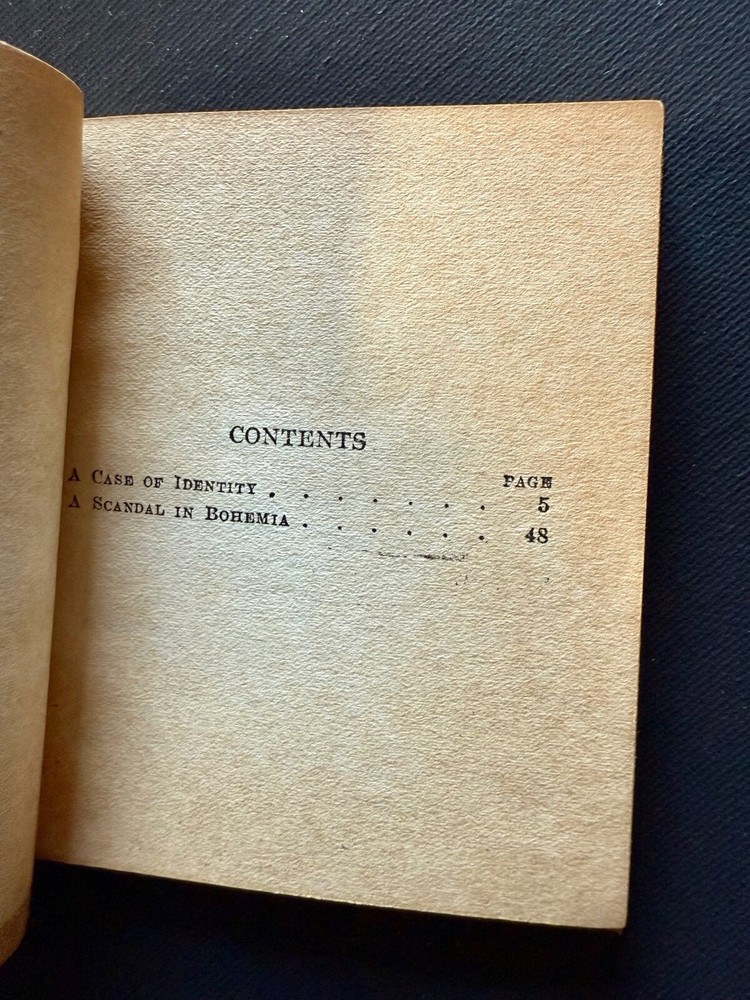 CONTENTS
PAGE
A CASE OF IDENTITY . . . . . . . 5
A SCANDAL IN BOHEMIA . . . . . . 48